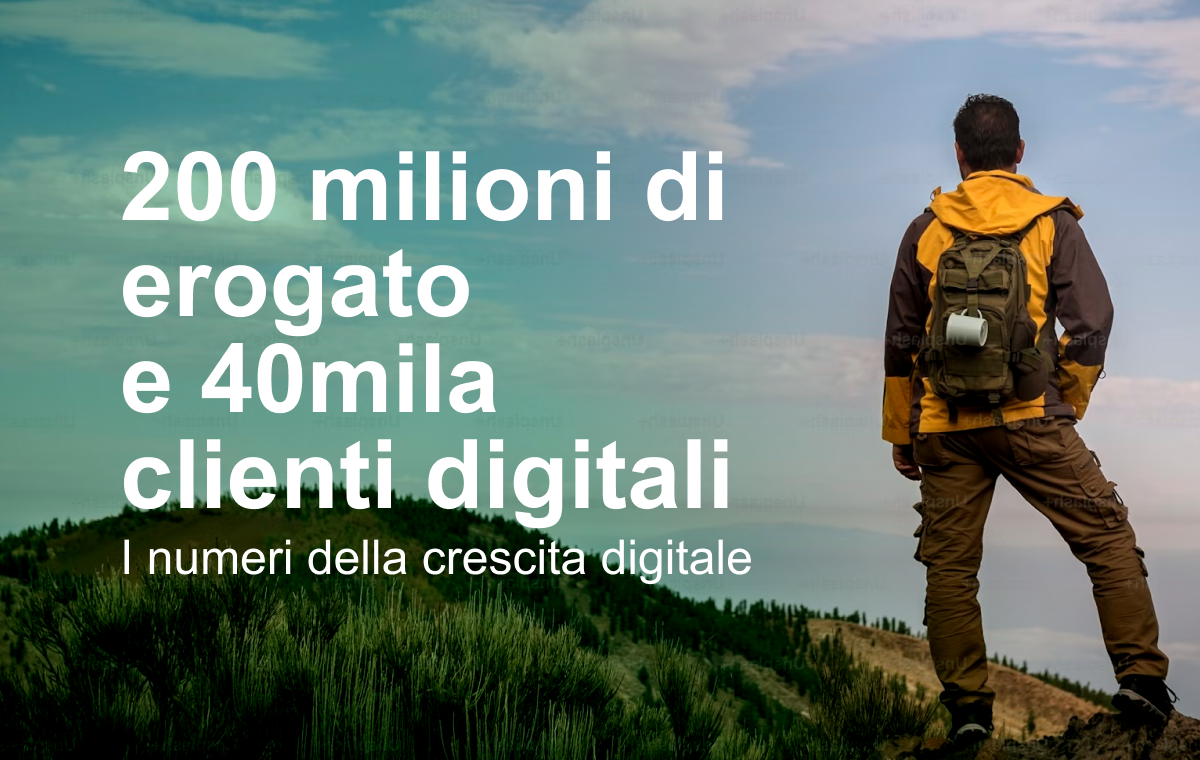 200 milioni di
erogato
e 40mila
clienti digitali
I numeri della crescita digitale